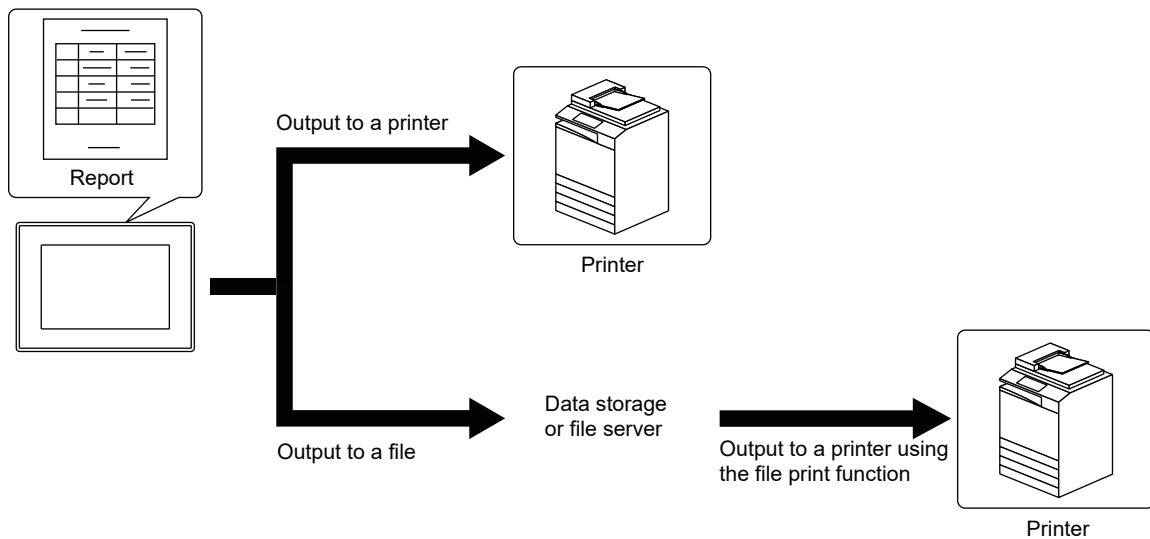 Report
Output to a printer
Printer
Output to a file
Data storage
or file server
Output to a printer using
the file print function
Printer